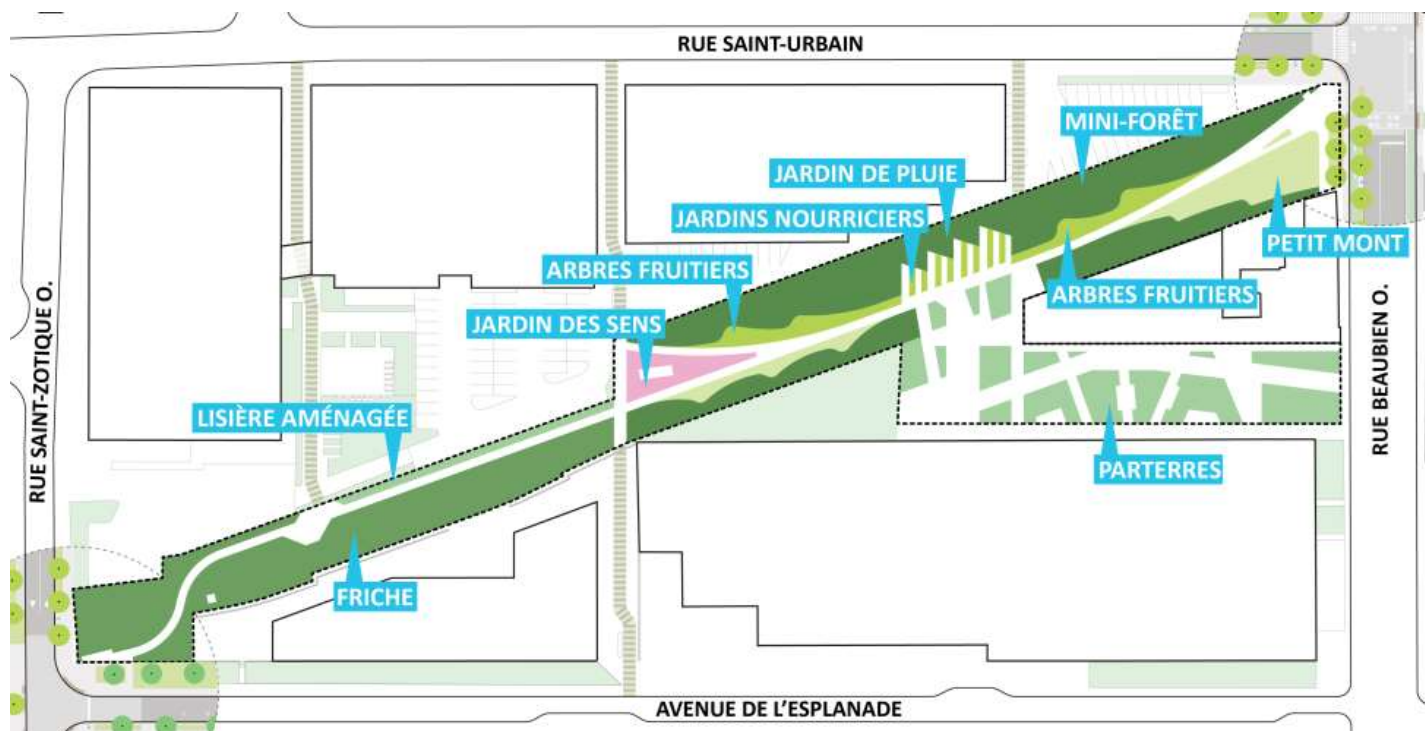 RUE SAINT-URBAIN
MINI-FORÊT
JARDIN DE PLUIE
JARDINS NOURRICIERS
PETIT MONT
ARBRES FRUITIERS
ARBRES FRUITIERS
JARDIN DES SENS
RUE SAINT-ZOTIQUE O.
RUE BEAUBIEN O.
LISIÈRE AMÉNAGÉE
PARTERRES
FRICHE
AVENUE DE L'ESPLANADE